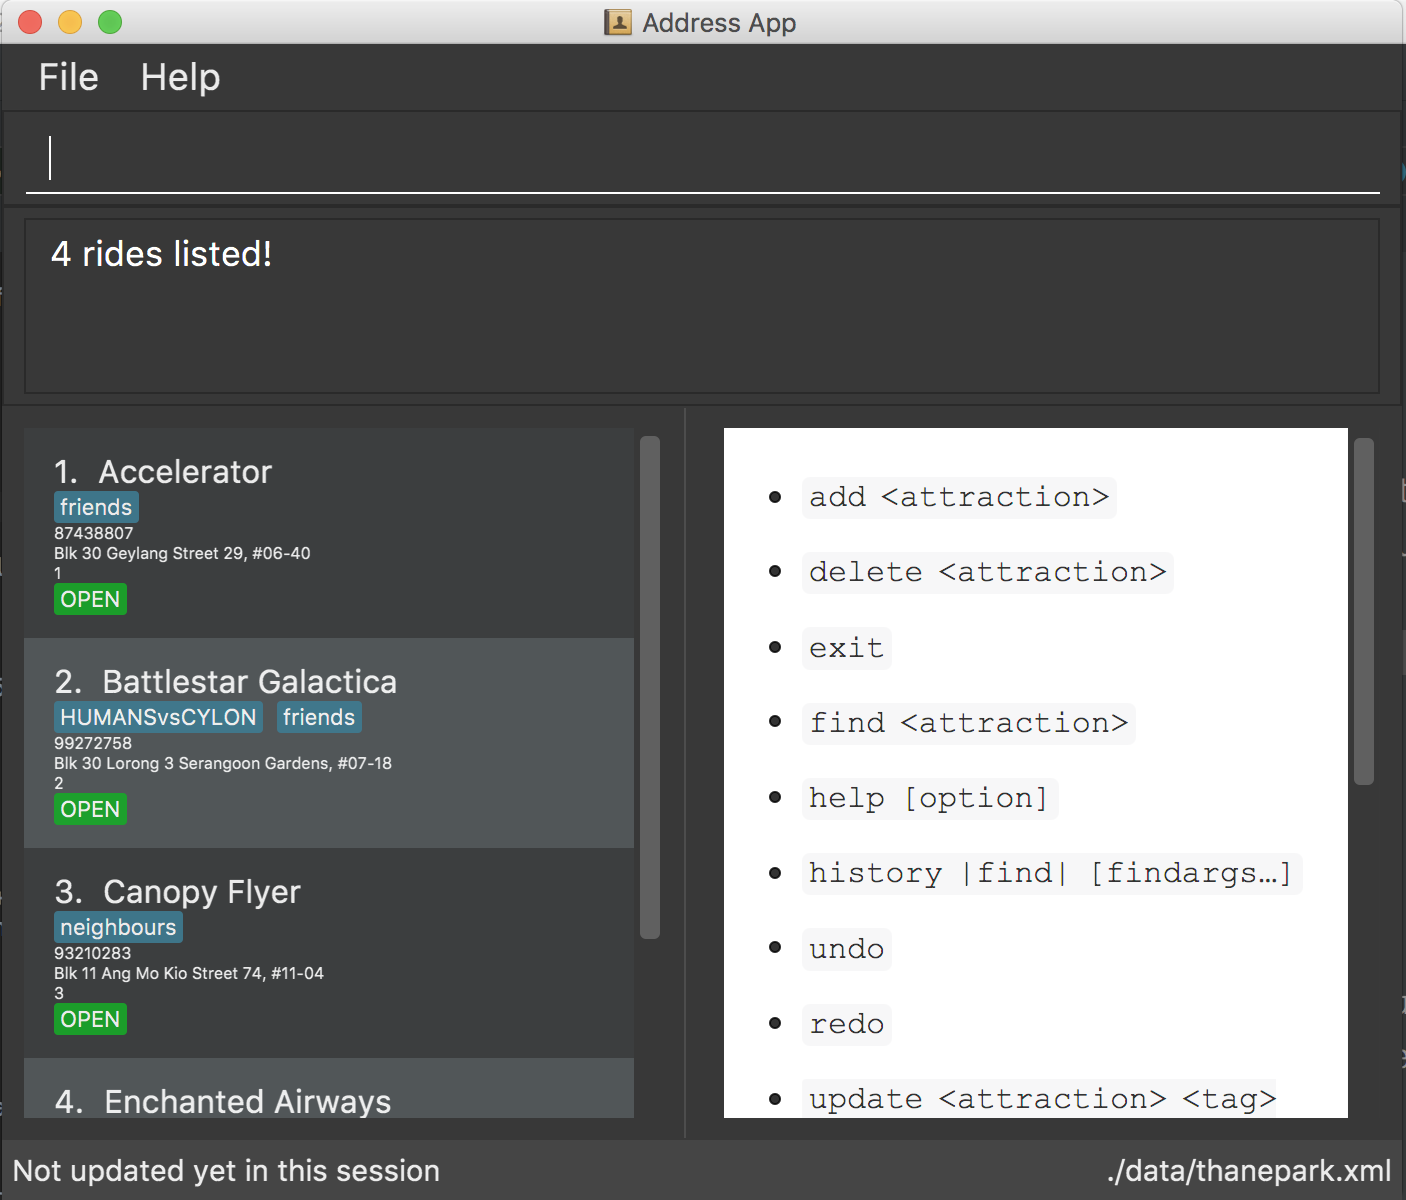 Address App
File Help
4 rides listed!
1. Accelerator
friends
87438807
Blk 30 Geylang Street 29, #06-40
1
OPEN
2. Battlestar Galactica
HUMANSvsCYLON friends
99272758
Blk 30 Lorong 3 Serangoon Gardens, #07-18
2
OPEN
3. Canopy Flyer
neighbours
93210283
Blk 11 Ang Mo Kio Street 74, #11-04
3
OPEN
4. Enchanted Airways
• add <attraction>
• delete <attraction>
• exit
• find <attraction>
• help [option]
• history |find| [findargs…]
• undo
• redo
• update <attraction> <tag>
Not updated yet in this session
./data/thanepark.xml